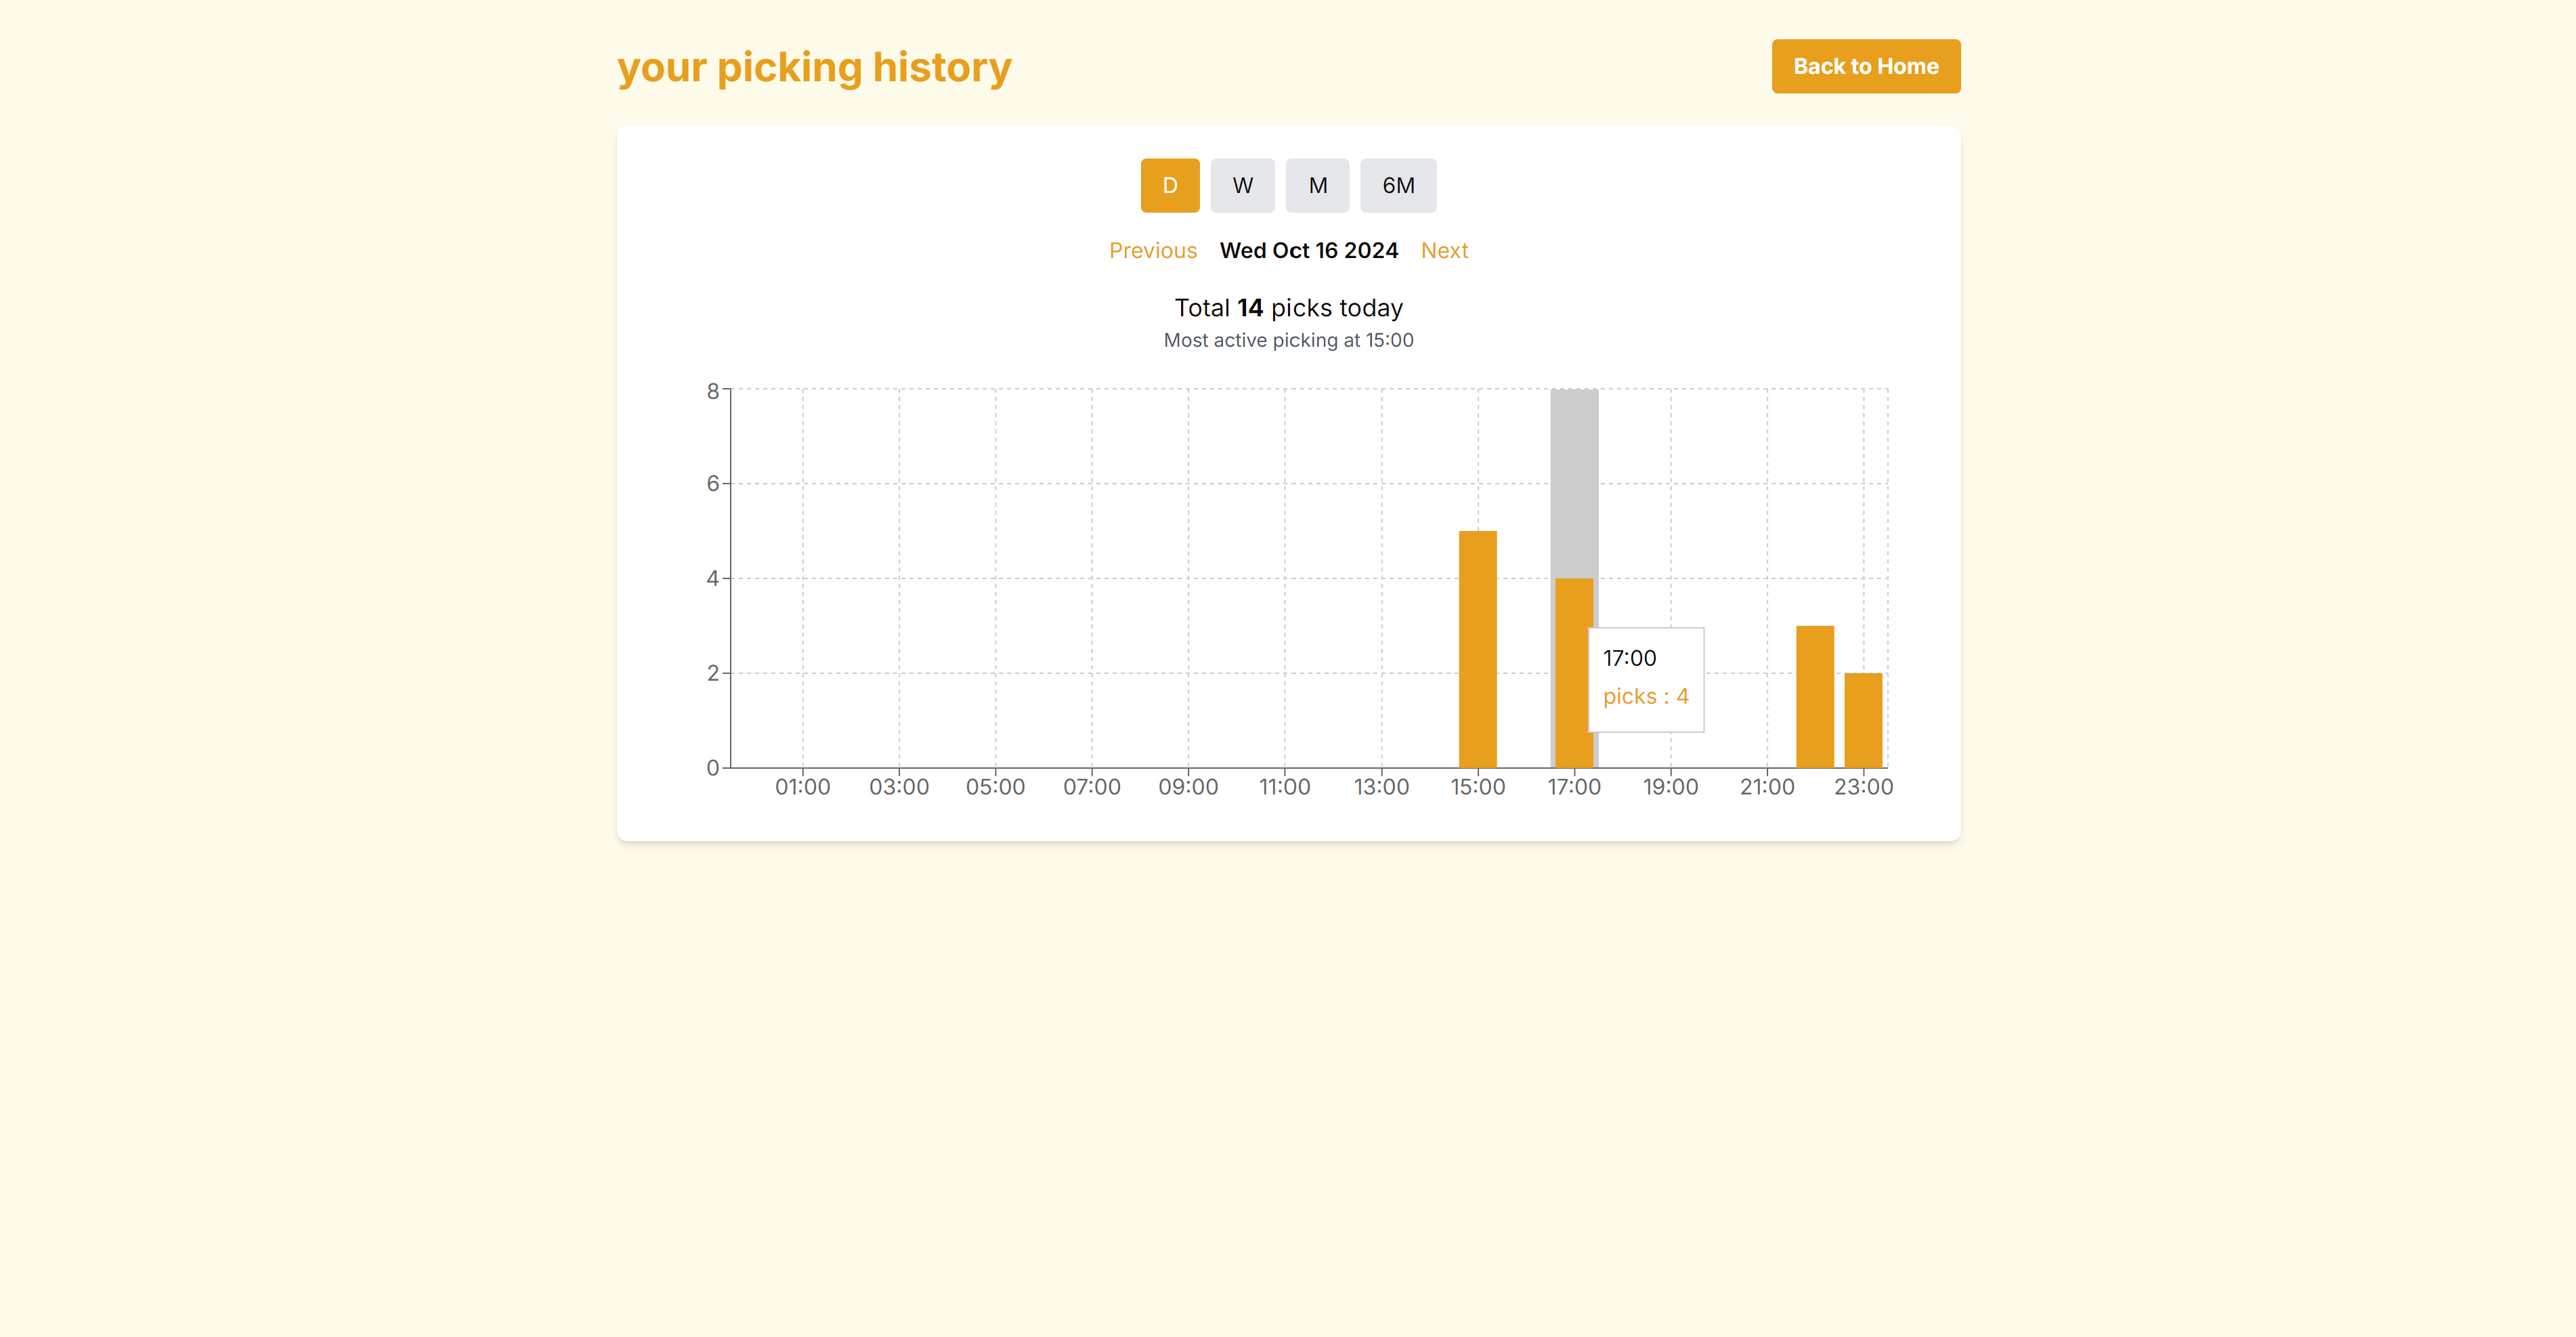 your picking history
Back to Home
D W M 6M
Previous Wed Oct 16 2024 Next
Total 14 picks today
Most active picking at 15:00
8
6
4
2
0
17:00
picks : 4
01:00 03:00 05:00 07:00 09:00 11:00 13:00 15:00 17:00 19:00 21:00 23:00